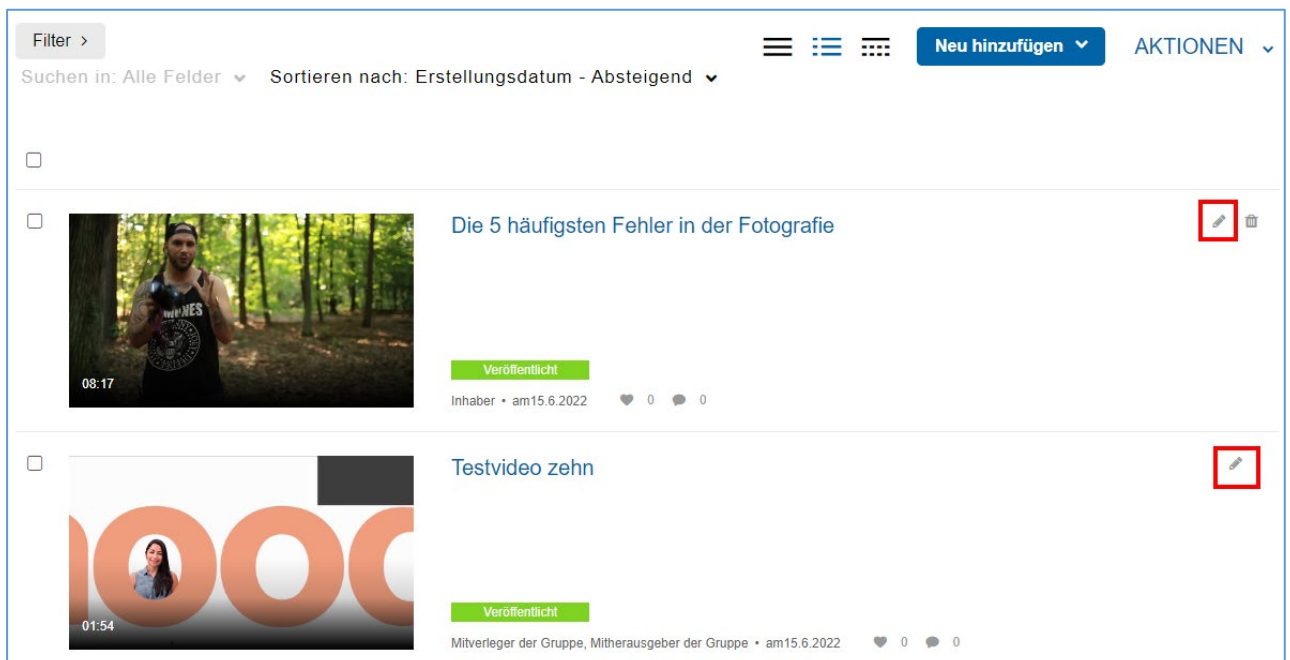 Filter >
Neu hinzufügen
AKTIONEN
Suchen in: Alle Felder
Sortieren nach: Erstellungsdatum - Absteigend
Die 5 häufigsten Fehler in der Fotografie
08:17
Veröffentlicht
Inhaber • am15.6.2022 0 0
Testvideo zehn
01:54
Veröffentlicht
Mitverleger der Gruppe, Mitherausgeber der Gruppe • am15.6.2022 0 0